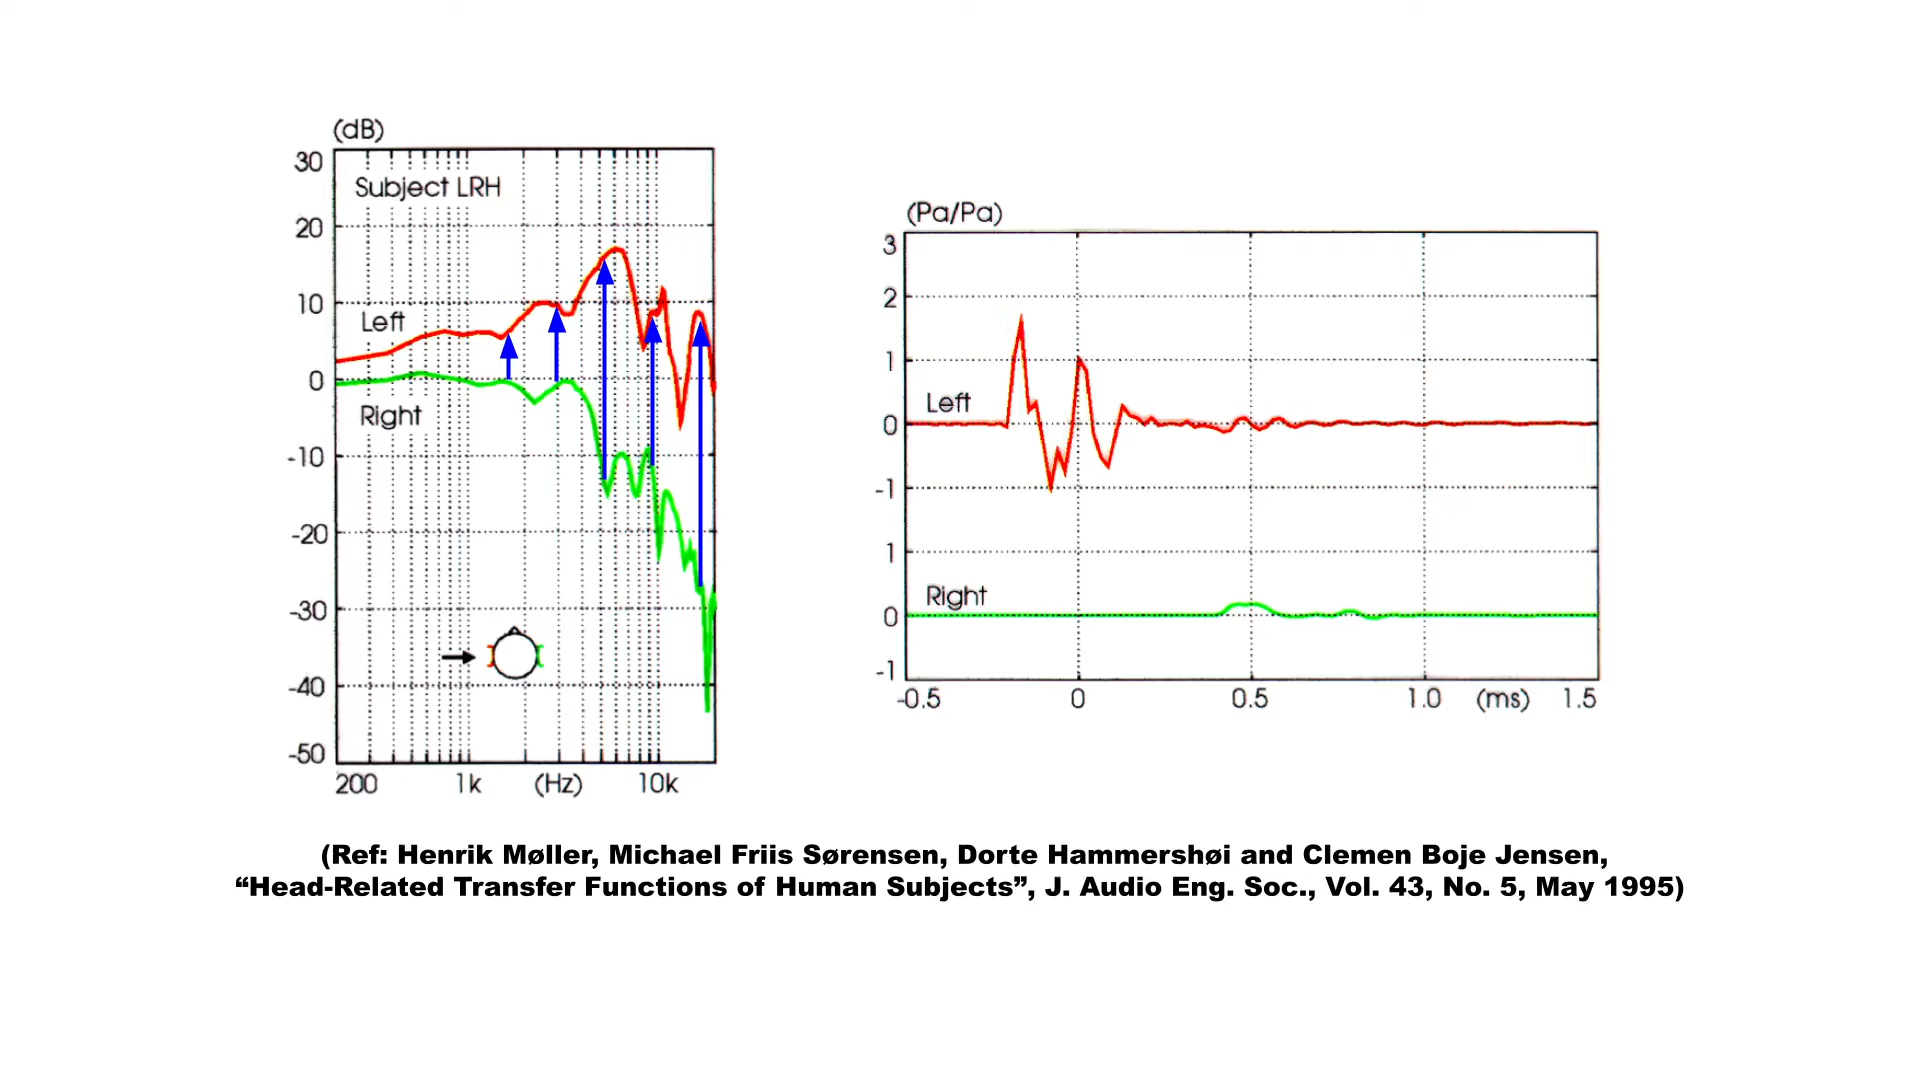 (dB)
30
Subject LRH
20
10
Left
0
Right
-10
-20
-30
-40
-50
200 1k (Hz) 10k
(Pa/Pa)
3
2
1
Left
0
-1
1
Right
0
-1
-0.5 0 0.5 1.0 (ms) 1.5
(Ref: Henrik Møller, Michael Friis Sørensen, Dorte Hammershøi and Clemen Boje Jensen,
“Head-Related Transfer Functions of Human Subjects”, J. Audio Eng. Soc., Vol. 43, No. 5, May 1995)